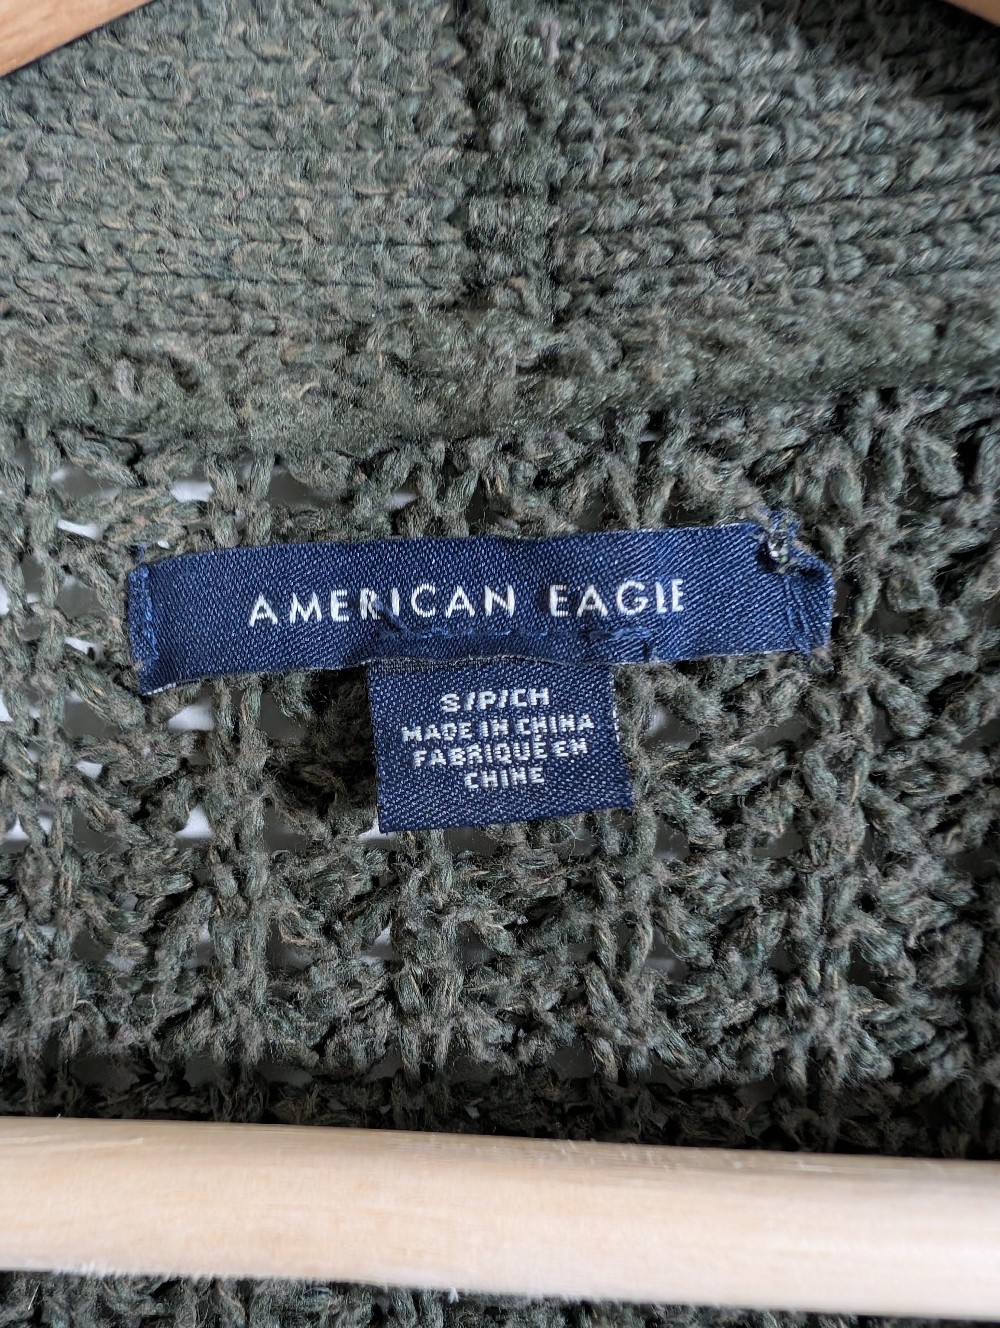 AMERICAN EAGLE
S/P/CH
MADE IN CHINA
FABRIQUÉ EN
CHINE